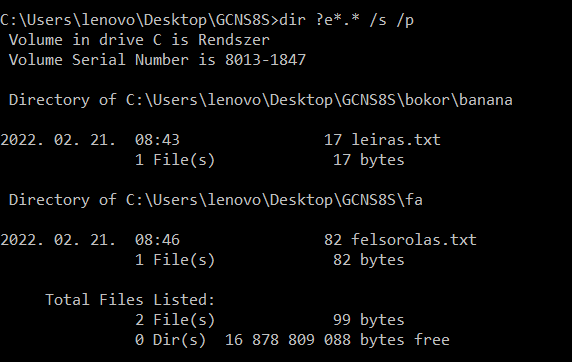 C:\Users\lenovo\Desktop\GCNS8S>dir ?e*.* /s /p
Volume in drive C is Rendszer
Volume Serial Number is 8013-1847
Directory of C:\Users\lenovo\Desktop\GCNS8S\bokor\banana
2022. 02. 21.  08:43                17 leiras.txt
1 File(s)             17 bytes
Directory of C:\Users\lenovo\Desktop\GCNS8S\fa
2022. 02. 21.  08:46                82 felsorolas.txt
1 File(s)             82 bytes
Total Files Listed:
2 File(s)             99 bytes
0 Dir(s)  16 878 809 088 bytes free